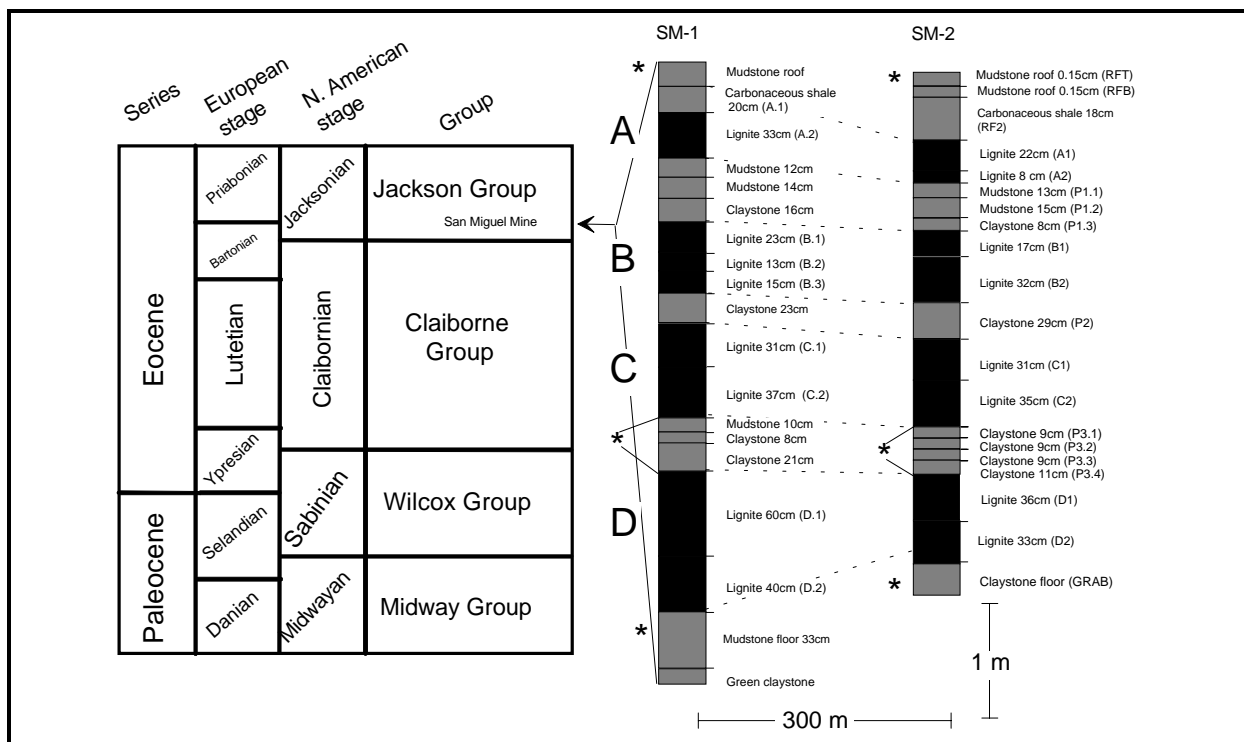 Series
European stage
N. American stage
Group
Eocene
Paleocene
Priabonian
Bartonian
Lutetian
Ypresian
Selandian
Danian
Jacksonian
Claibornian
Sabinian
Midwayan
Jackson Group
San Miguel Mine
Claiborne
Group
Wilcox Group
Midway Group
A
B
C
D
SM-1
*
Mudstone roof
Carbonaceous shale
20cm (A.1)
Lignite 33cm (A.2)
Mudstone 12cm
Mudstone 14cm
Claystone 16cm
Lignite 23cm (B.1)
Lignite 13cm (B.2)
Lignite 15cm (B.3)
Claystone 23cm
Lignite 31cm (C.1)
Lignite 37cm (C.2)
Mudstone 10cm
*
Claystone 8cm
Claystone 21cm
Lignite 60cm (D.1)
Lignite 40cm (D.2)
*
Mudstone floor 33cm
Green claystone
SM-2
*
Mudstone roof 0.15cm (RFT)
Mudstone roof 0.15cm (RFB)
Carbonaceous shale 18cm
(RF2)
Lignite 22cm (A1)
Lignite 8 cm (A2)
Mudstone 13cm (P1.1)
Mudstone 15cm (P1.2)
Claystone 8cm (P1.3)
Lignite 17cm (B1)
Lignite 32cm (B2)
Claystone 29cm (P2)
Lignite 31cm (C1)
Lignite 35cm (C2)
Claystone 9cm (P3.1)
*
Claystone 9cm (P3.2)
Claystone 9cm (P3.3)
Claystone 11cm (P3.4)
Lignite 36cm (D1)
Lignite 33cm (D2)
*
Claystone floor (GRAB)
1 m
300 m